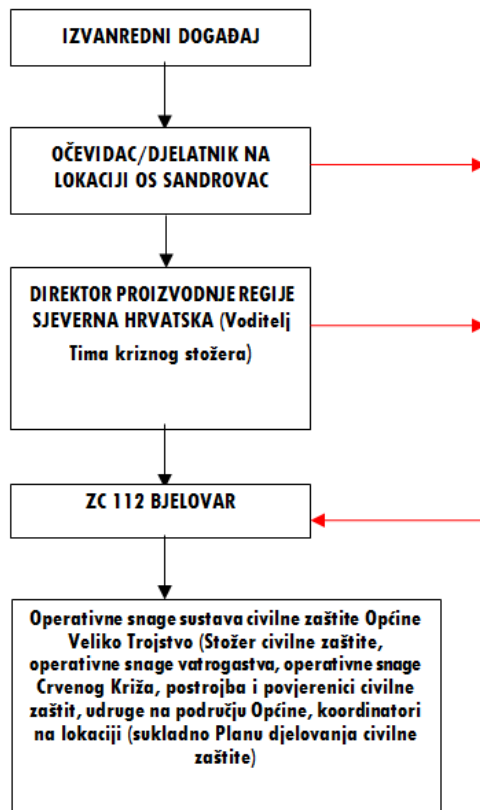 IZVANREDNI DOGAĐAJ
OČEVIDAC/DJELATNIK NA
LOKACIJI OS SANDROVAC
DIREKTOR PROIZVODNJE REGIJE
SJEVERNA HRVATSKA (Voditelj
Tima kriznog stožera)
ZC 112 BJELOVAR
Operativne snage sustava civilne zaštite Općine
Veliko Trojstvo (Stožer civilne zaštite,
operativne snage vatrogastva, operativne snage
Crvenog Križa, postrojba i povjerenici civilne
zaštit, udruge na području Općine, koordinatori
na lokaciji (sukladno Planu djelovanja civilne
zaštite)